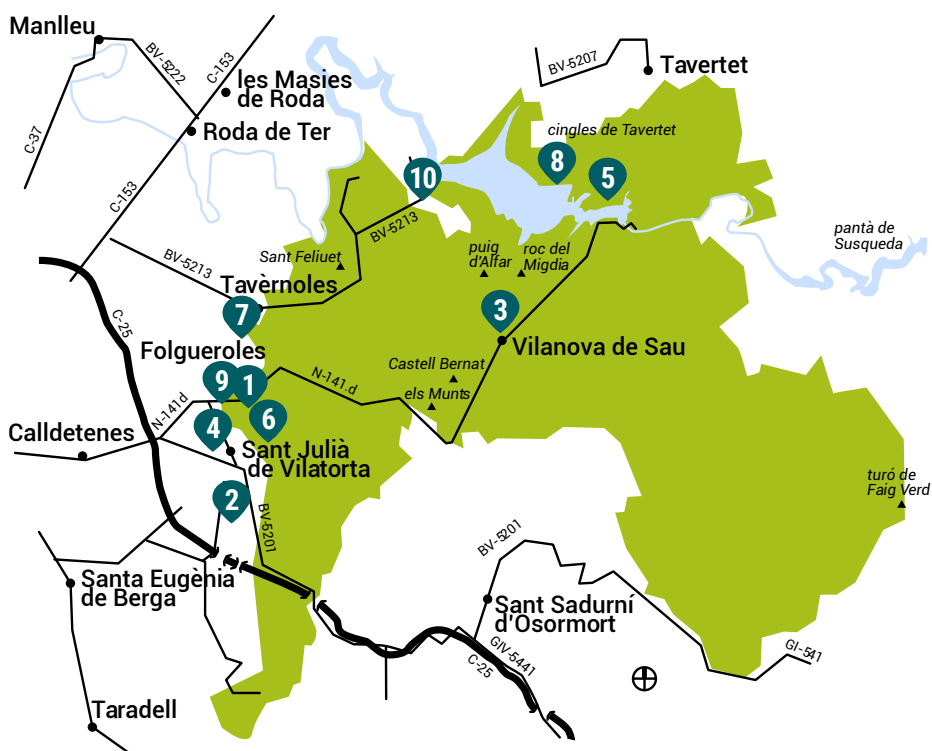 Manlleu
BV-5222
C-153
BV-5207
Tavertet
les Masies
de Roda
C-37
Roda de Ter
cingles de Tavertet
8
5
10
C-153
BV-5213
pantà de
Susqueda
BV-5213
Sant Feliuet
puig
d'Alfar
roc del
Migdia
Tavèrnoles
7
3
C-25
Folgueroles
Vilanova de Sau
Castell Bernat
N-141.d
9
1
els Munts
N-141d
4
6
Calldetenes
Sant Julià
de Vilatorta
turó de
Faig Verd
2
BV-5201
BV-5201
Santa Eugènia
de Berga
Sant Sadurní
d'Osormort
GIV-5441
C-25
GI-541
Taradell